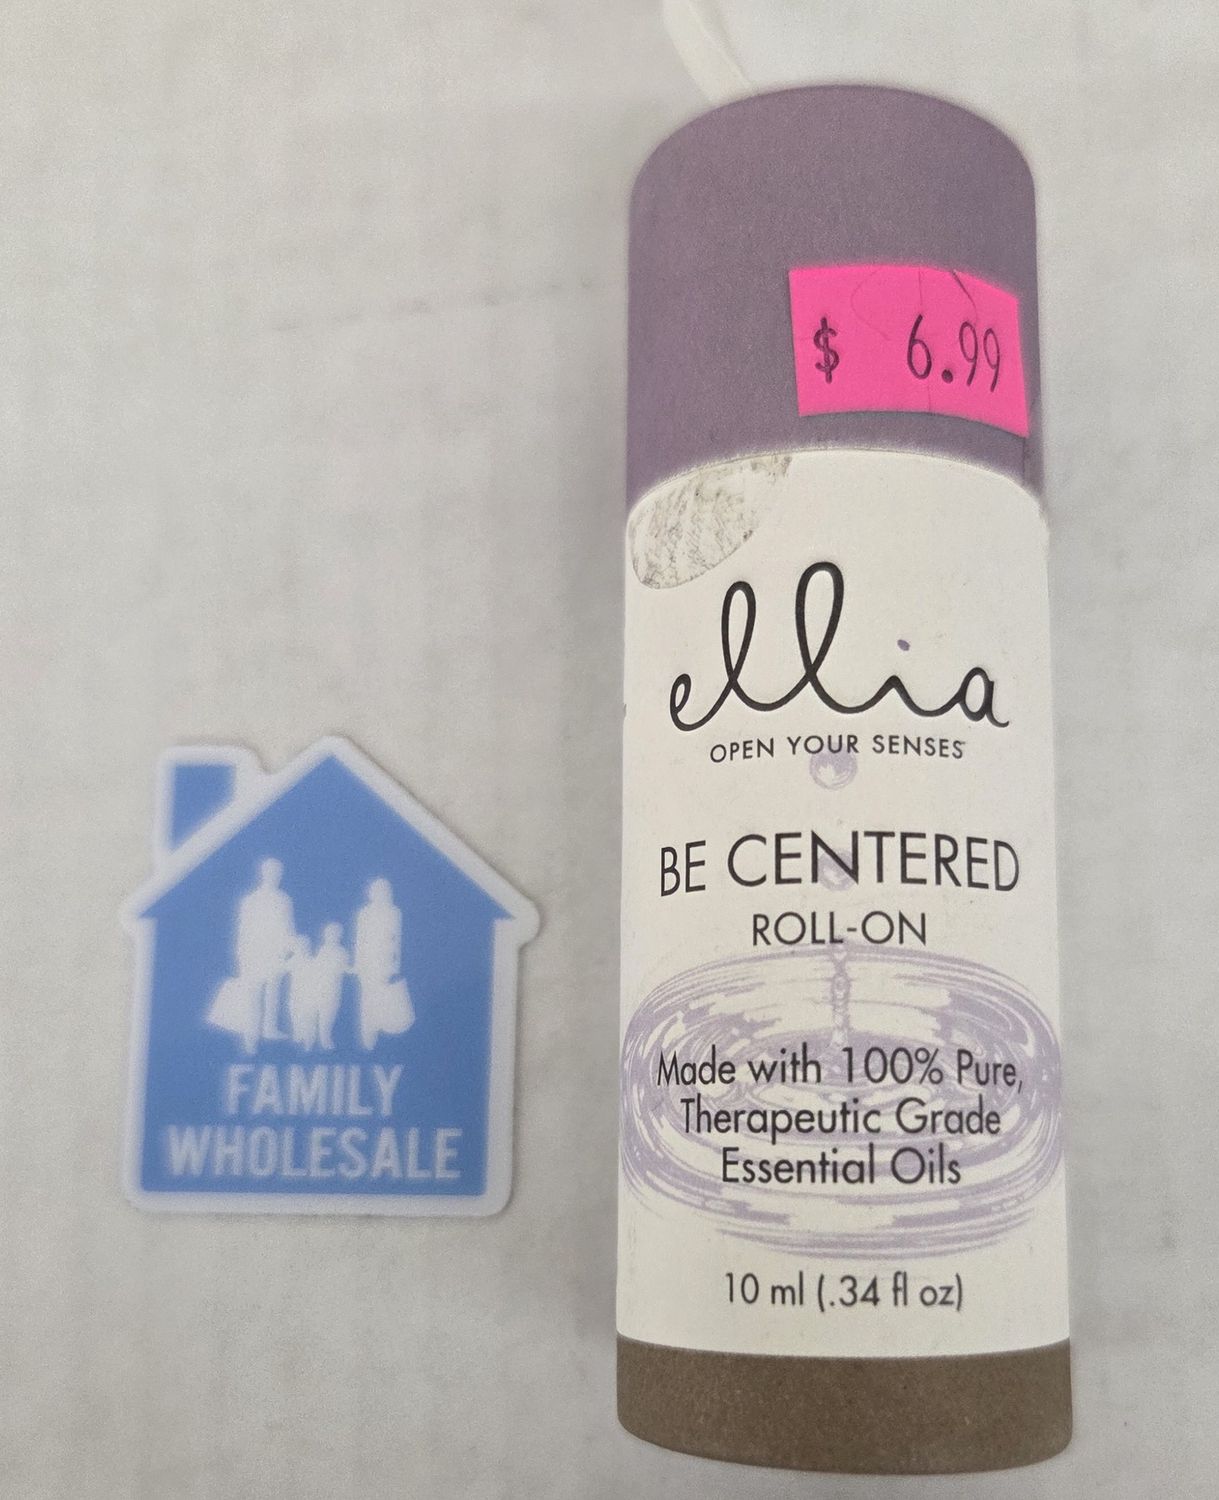 $ 6.99
ellia
OPEN YOUR SENSES
BE CENTERED
ROLL-ON
Made with 100% Pure,
Therapeutic Grade
Essential Oils
10 ml (.34 fl oz)
FAMILY
WHOLESALE